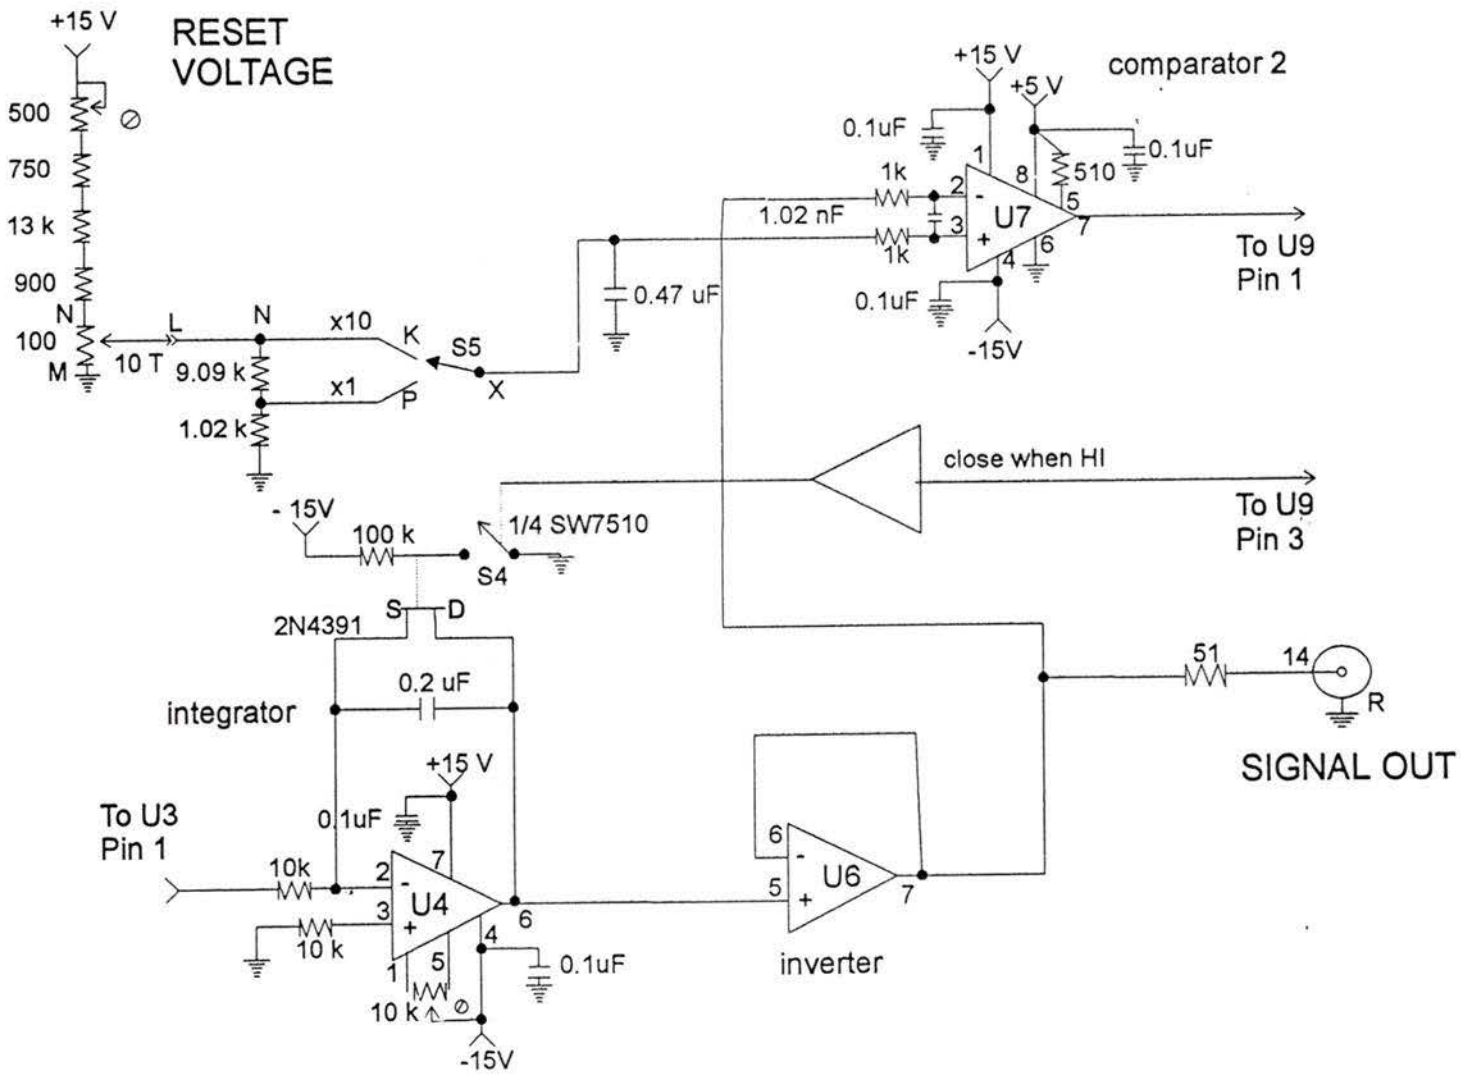 +15 V
RESET
VOLTAGE
500
750
13 k
900
N
100
M
10 T
L
N
x10
K
S5
9.09 k
x1
P
X
1.02 k
+15 V
comparator 2
+5 V
0.1uF
0.1uF
1
8
510
1k
2
-
U7
5
7
1.02 nF
3
+
6
4
1k
0.47 uF
0.1uF
-15V
To U9
Pin 1
close when HI
To U9
Pin 3
- 15V
100 k
1/4 SW7510
S4
S
D
2N4391
0.2 uF
integrator
+15 V
0.1uF
To U3
Pin 1
10k
2
-
7
U4
3
+
6
10 k
4
1
5
0.1uF
10 k
-15V
6
-
U6
5
+
7
inverter
51
14
R
SIGNAL OUT